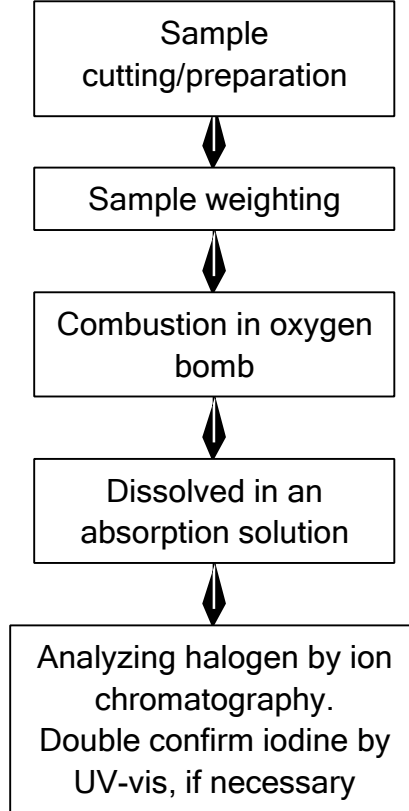 Sample
cutting/preparation
Sample weighting
Combustion in oxygen
bomb
Dissolved in an
absorption solution
Analyzing halogen by ion
chromatography.
Double confirm iodine by
UV-vis, if necessary